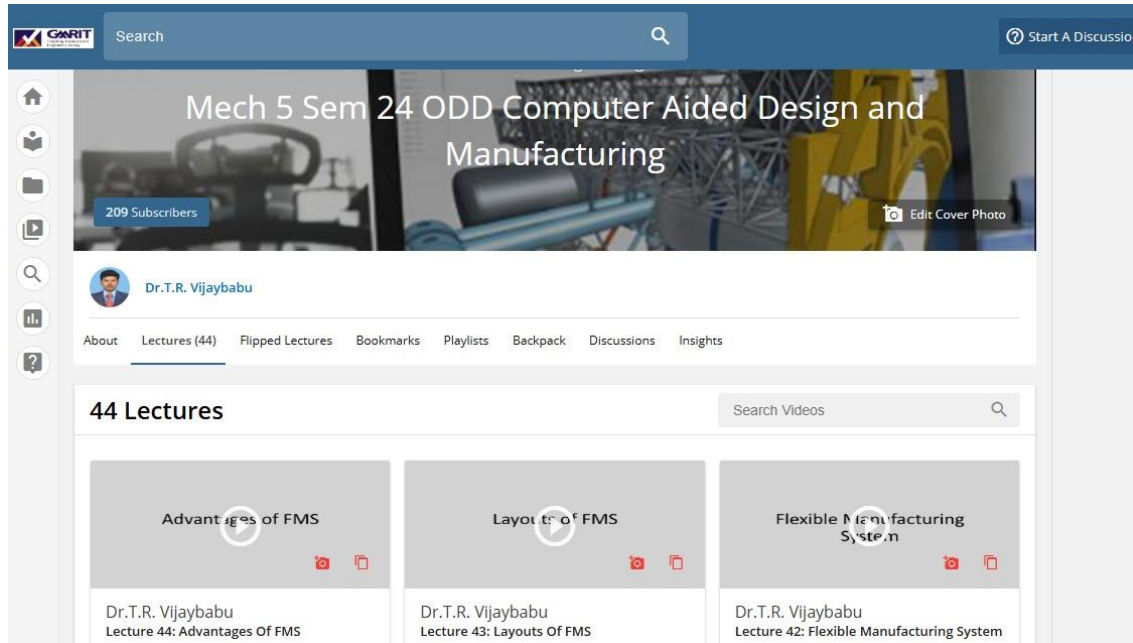 GMRIT
Search
Start A Discussio
Mech 5 Sem 24 ODD Computer Aided Design and
Manufacturing
209 Subscribers
Edit Cover Photo
Dr.T.R. Vijaybabu
About Lectures (44) Flipped Lectures Bookmarks Playlists Backpack Discussions Insights
44 Lectures
Search Videos
Advantages of FMS
Layouts of FMS
Flexible Manufacturing
System
Dr.T.R. Vijaybabu
Lecture 44: Advantages Of FMS
Dr.T.R. Vijaybabu
Lecture 43: Layouts Of FMS
Dr.T.R. Vijaybabu
Lecture 42: Flexible Manufacturing System